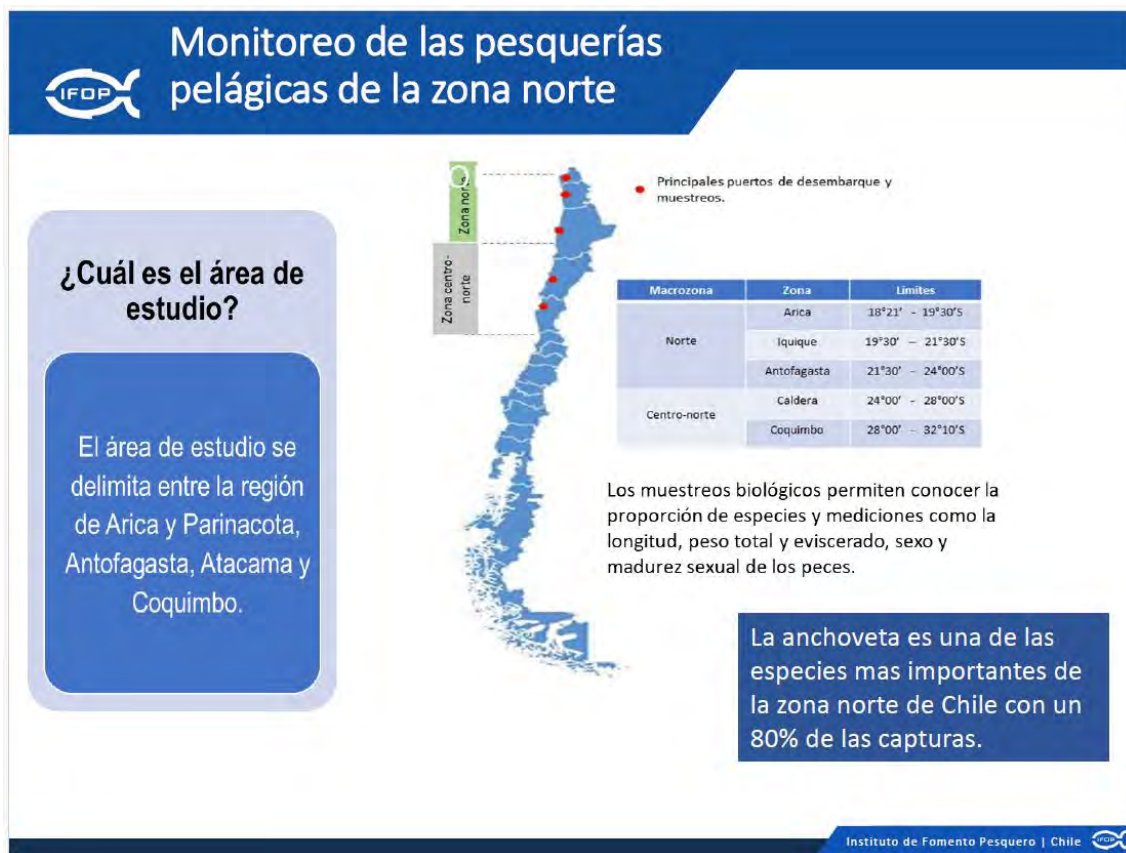 Monitoreo de las pesquerías
pelágicas de la zona norte
IFOP
¿Cuál es el área de
estudio?
El área de estudio se
delimita entre la región
de Arica y Parinacota,
Antofagasta, Atacama y
Coquimbo.
Zona norte
Zona centro-
norte
Principales puertos de desembarque y
muestreos.
Macrozona Zona Límites
Norte Arica 18°21' - 19°30'S
Iquique 19°30' – 21°30'S
Antofagasta 21°30' – 24°00'S
Centro-norte Caldera 24°00' - 28°00'S
Coquimbo 28°00' – 32°10'S
Los muestreos biológicos permiten conocer la
proporción de especies y mediciones como la
longitud, peso total y eviscerado, sexo y
madurez sexual de los peces.
La anchoveta es una de las
especies mas importantes de
la zona norte de Chile con un
80% de las capturas.
Instituto de Fomento Pesquero | Chile IFOP